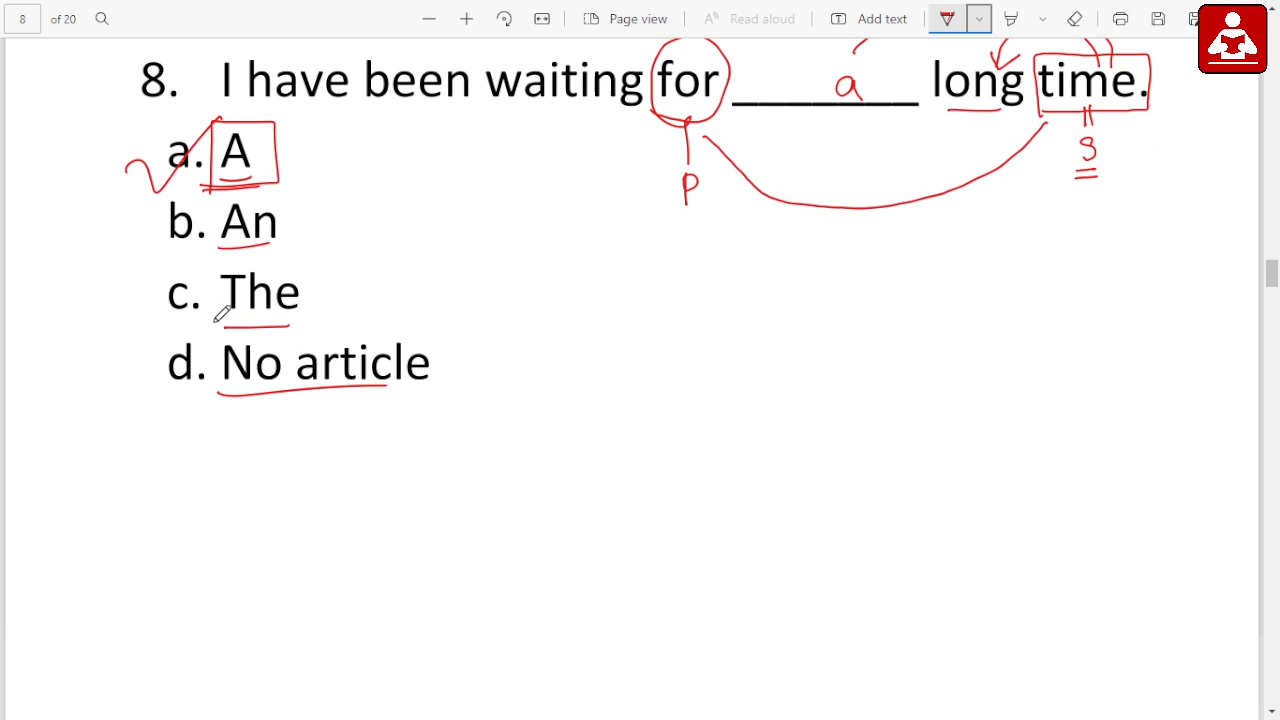 8 of 20 Page view Read aloud Add text
8. I have been waiting for _______ long time.
a
a. A
S
P
b. An
c. The
d. No article